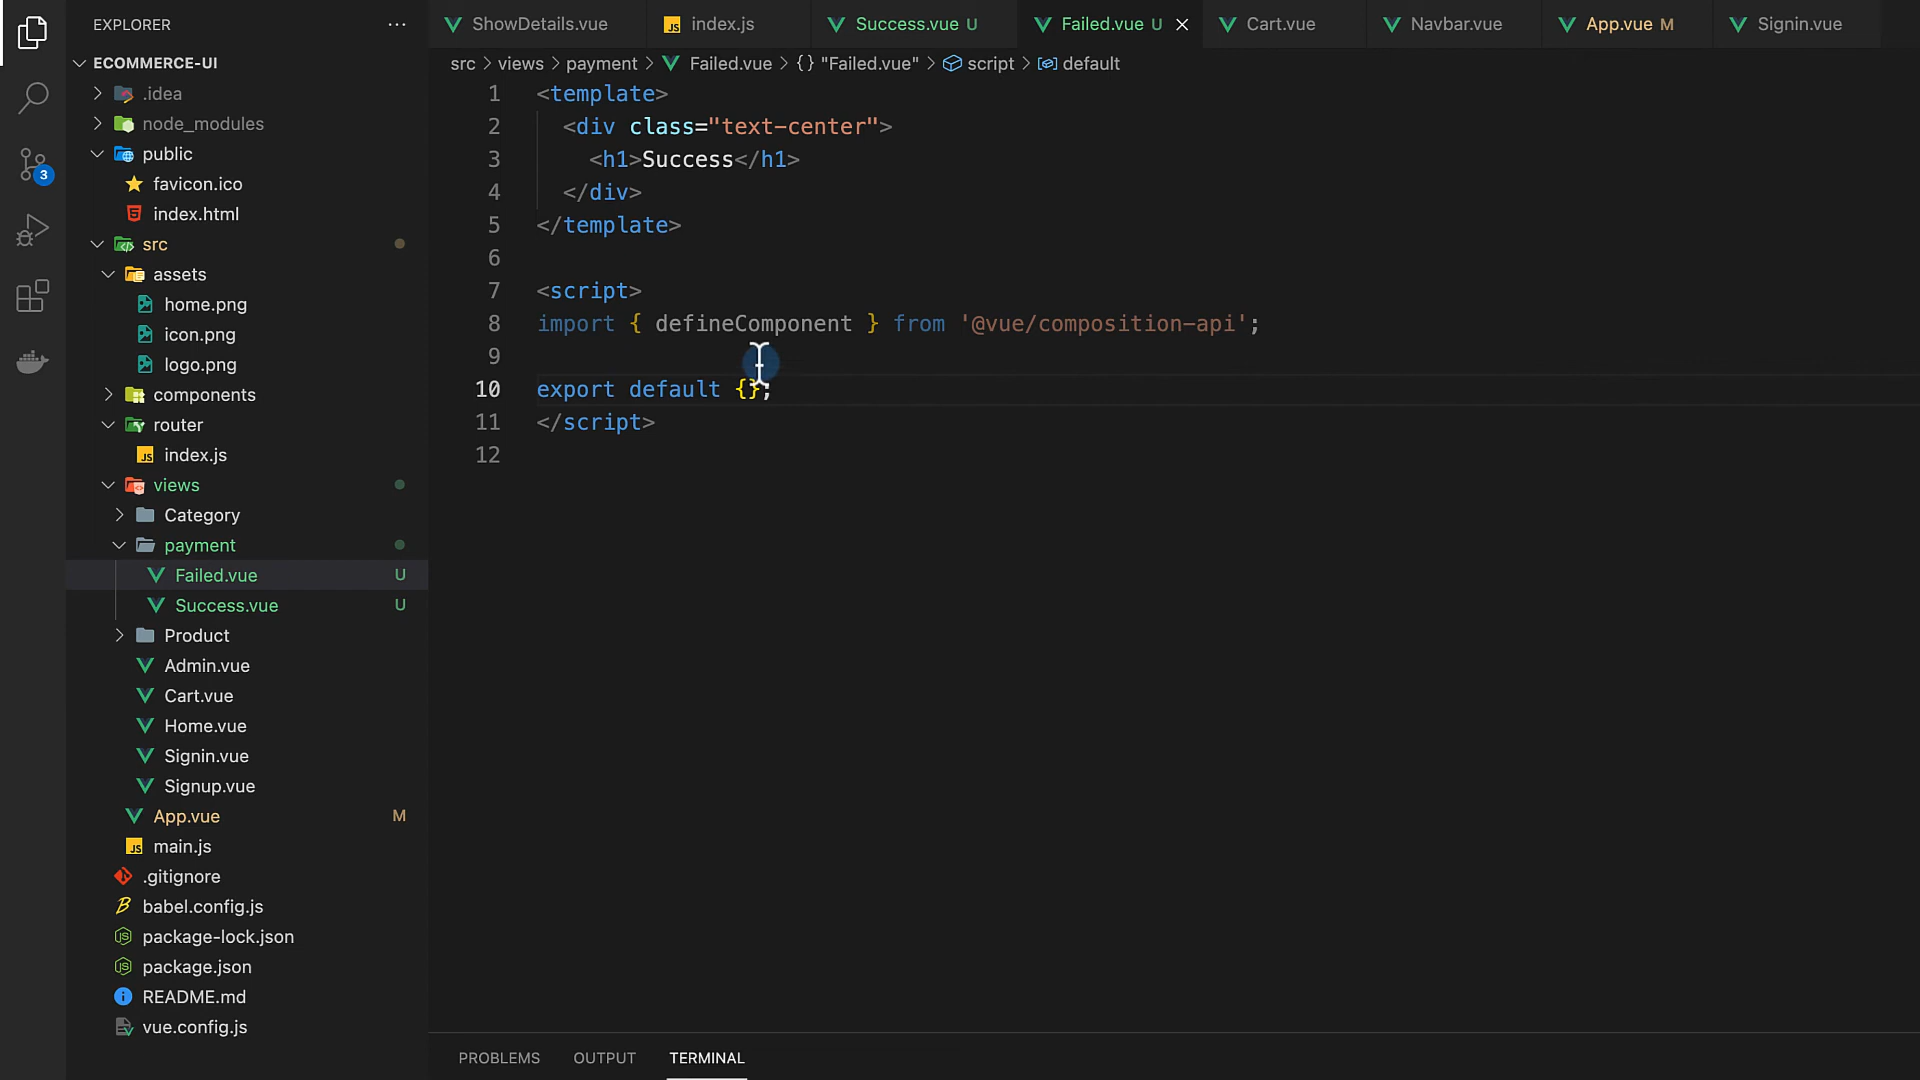 EXPLORER
ECOMMERCE-UI
.idea
node_modules
public
favicon.ico
index.html
src
assets
home.png
icon.png
logo.png
components
router
index.js
views
Category
payment
Failed.vue U
Success.vue U
Product
Admin.vue
Cart.vue
Home.vue
Signin.vue
Signup.vue
App.vue M
main.js
.gitignore
babel.config.js
package-lock.json
package.json
README.md
vue.config.js
3
ShowDetails.vue index.js Success.vue U Failed.vue U Cart.vue Navbar.vue App.vue M Signin.vue
src > views > payment > Failed.vue > {} "Failed.vue" > script > default
1 <template>
2 <div class="text-center">
3 <h1>Success</h1>
4 </div>
5 </template>
6
7 <script>
8 import { defineComponent } from '@vue/composition-api';
9
10 export default {};
11 </script>
12
PROBLEMS OUTPUT TERMINAL